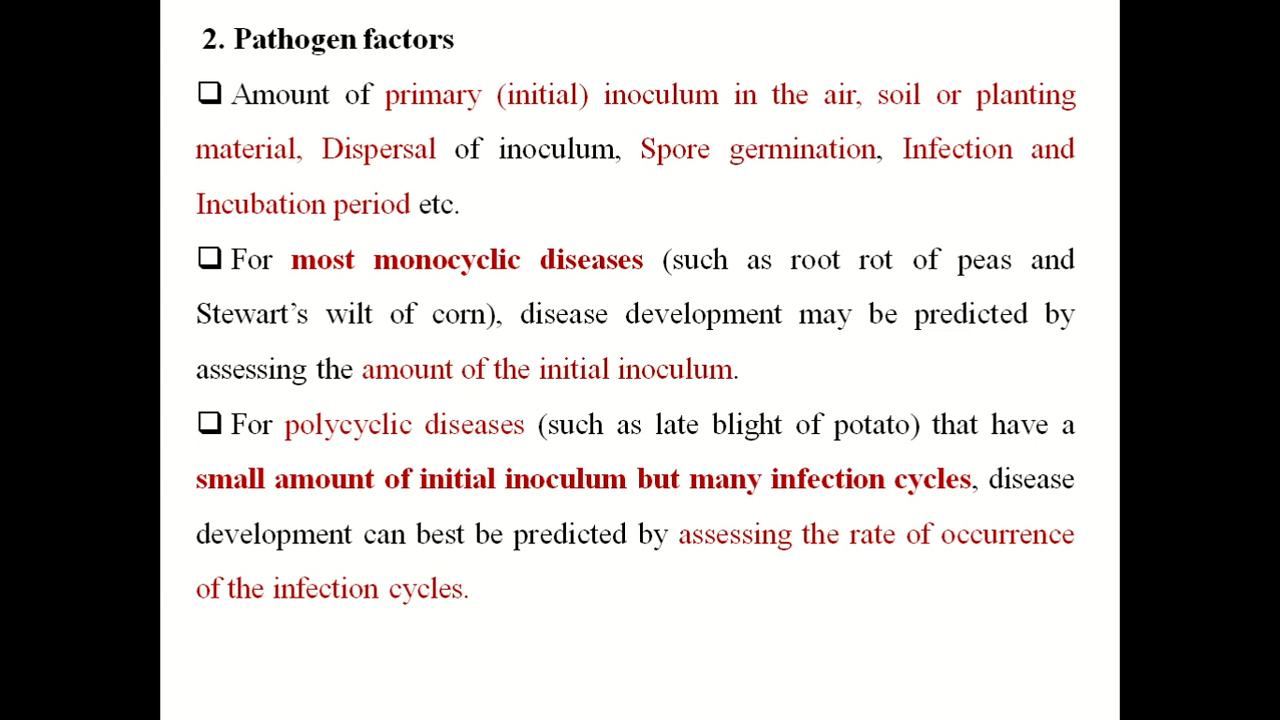 2. Pathogen factors
❑ Amount of primary (initial) inoculum in the air, soil or planting
material, Dispersal of inoculum, Spore germination, Infection and
Incubation period etc.
❑ For most monocyclic diseases (such as root rot of peas and
Stewart’s wilt of corn), disease development may be predicted by
assessing the amount of the initial inoculum.
❑ For polycyclic diseases (such as late blight of potato) that have a
small amount of initial inoculum but many infection cycles, disease
development can best be predicted by assessing the rate of occurrence
of the infection cycles.